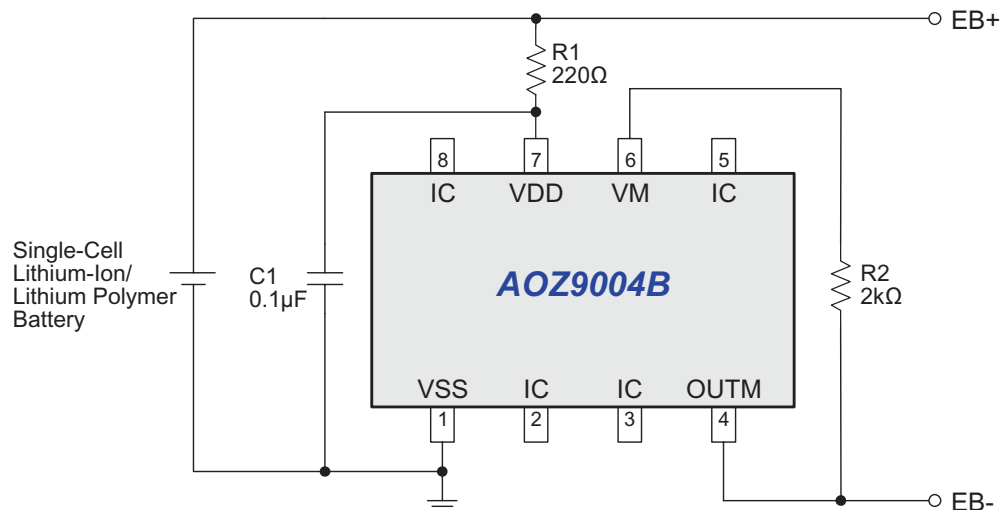 EB+
R1
220Ω
8
7
6
5
IC
VDD
VM
IC
Single-Cell
Lithium-Ion/
Lithium Polymer
Battery
C1
0.1µF
AOZ9004B
R2
2kΩ
VSS
IC
IC
OUTM
1
2
3
4
EB-